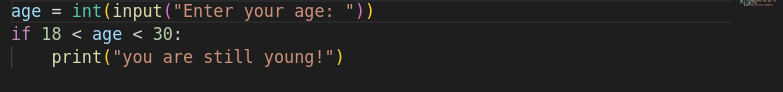 age = int(input("Enter your age: "))
if 18 < age < 30:
    print("you are still young!")